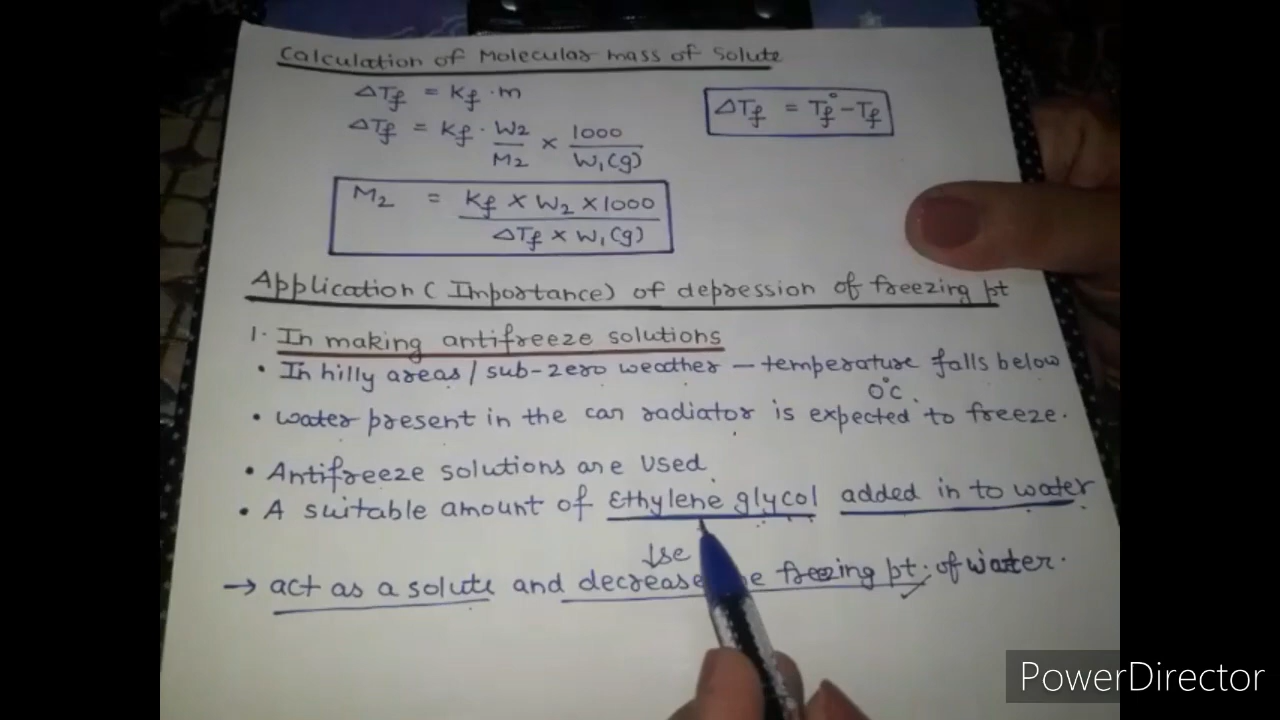 Calculation of Molecular mass of Solute
ΔTf = Kf · m
ΔTf = Tf° - Tf
ΔTf = Kf · W2/M2 × 1000/W1(g)
M2 = Kf × W2 × 1000 / ΔTf × W1(g)
Application (Importance) of depression of freezing pt
1. In making antifreeze solutions
• In hilly areas / sub-zero weather — temperature falls below
0°C.
• Water present in the car radiator is expected to freeze.
• Antifreeze solutions are used.
• A suitable amount of Ethylene glycol added in to water
↓se
→ act as a solute and decrease freezing pt. of water.
PowerDirector